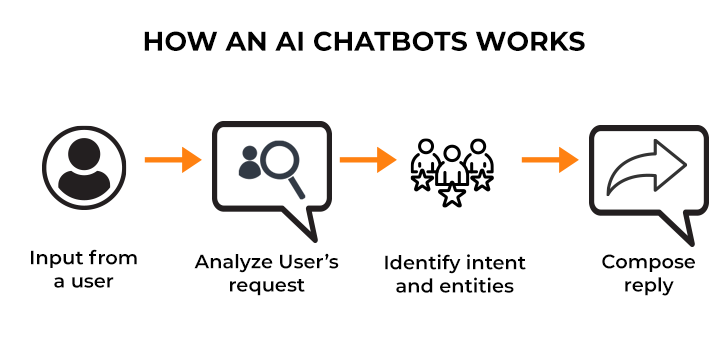 HOW AN AI CHATBOTS WORKS
Input from
a user
Analyze User's
request
Identify intent
and entities
Compose
reply